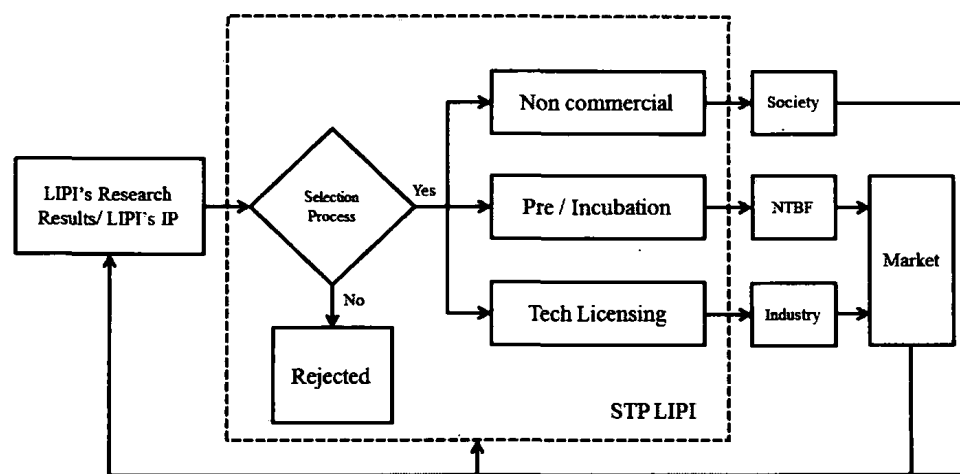 LIPI's Research
Results/ LIPI's IP
Selection
Process
Yes
No
Rejected
Non commercial
Pre / Incubation
Tech Licensing
STP LIPI
Society
NTBF
Industry
Market